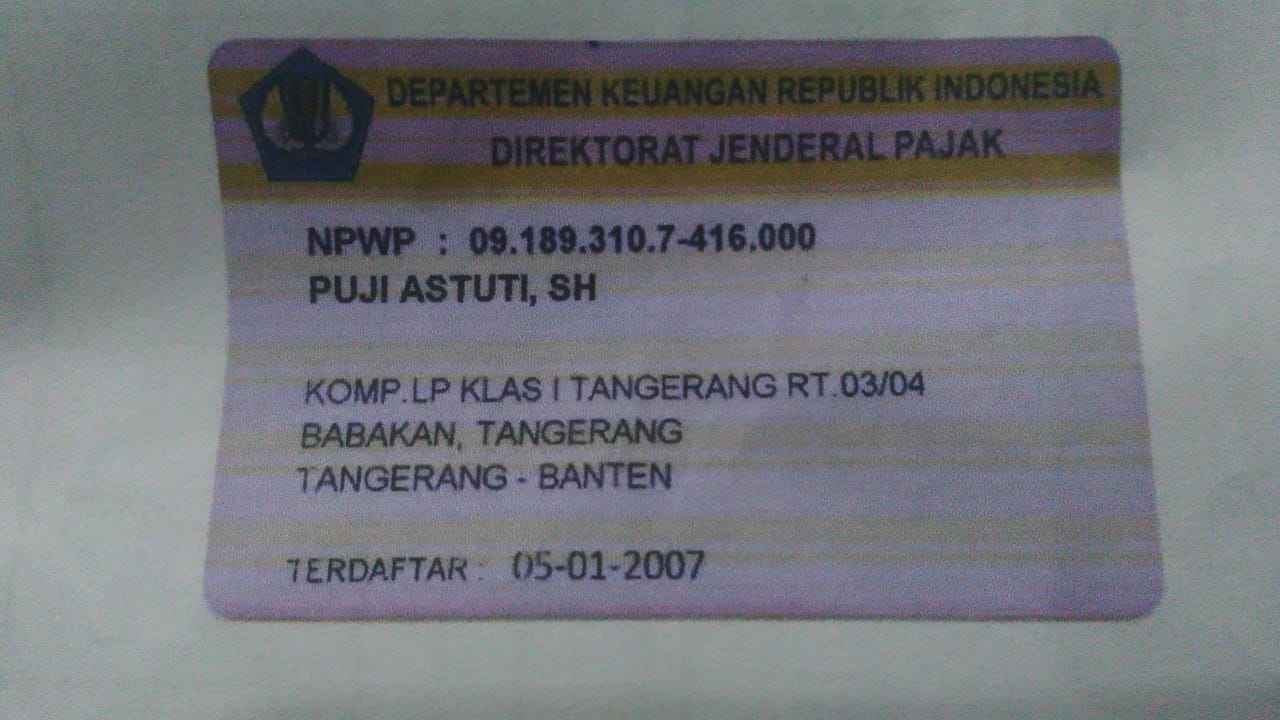 DEPARTEMEN KEUANGAN REPUBLIK INDONESIA
DIREKTORAT JENDERAL PAJAK
NPWP : 09.189.310.7-416.000
PUJI ASTUTI, SH
KOMP.LP KLAS I TANGERANG RT.03/04
BABAKAN, TANGERANG
TANGERANG - BANTEN
TERDAFTAR : 05-01-2007